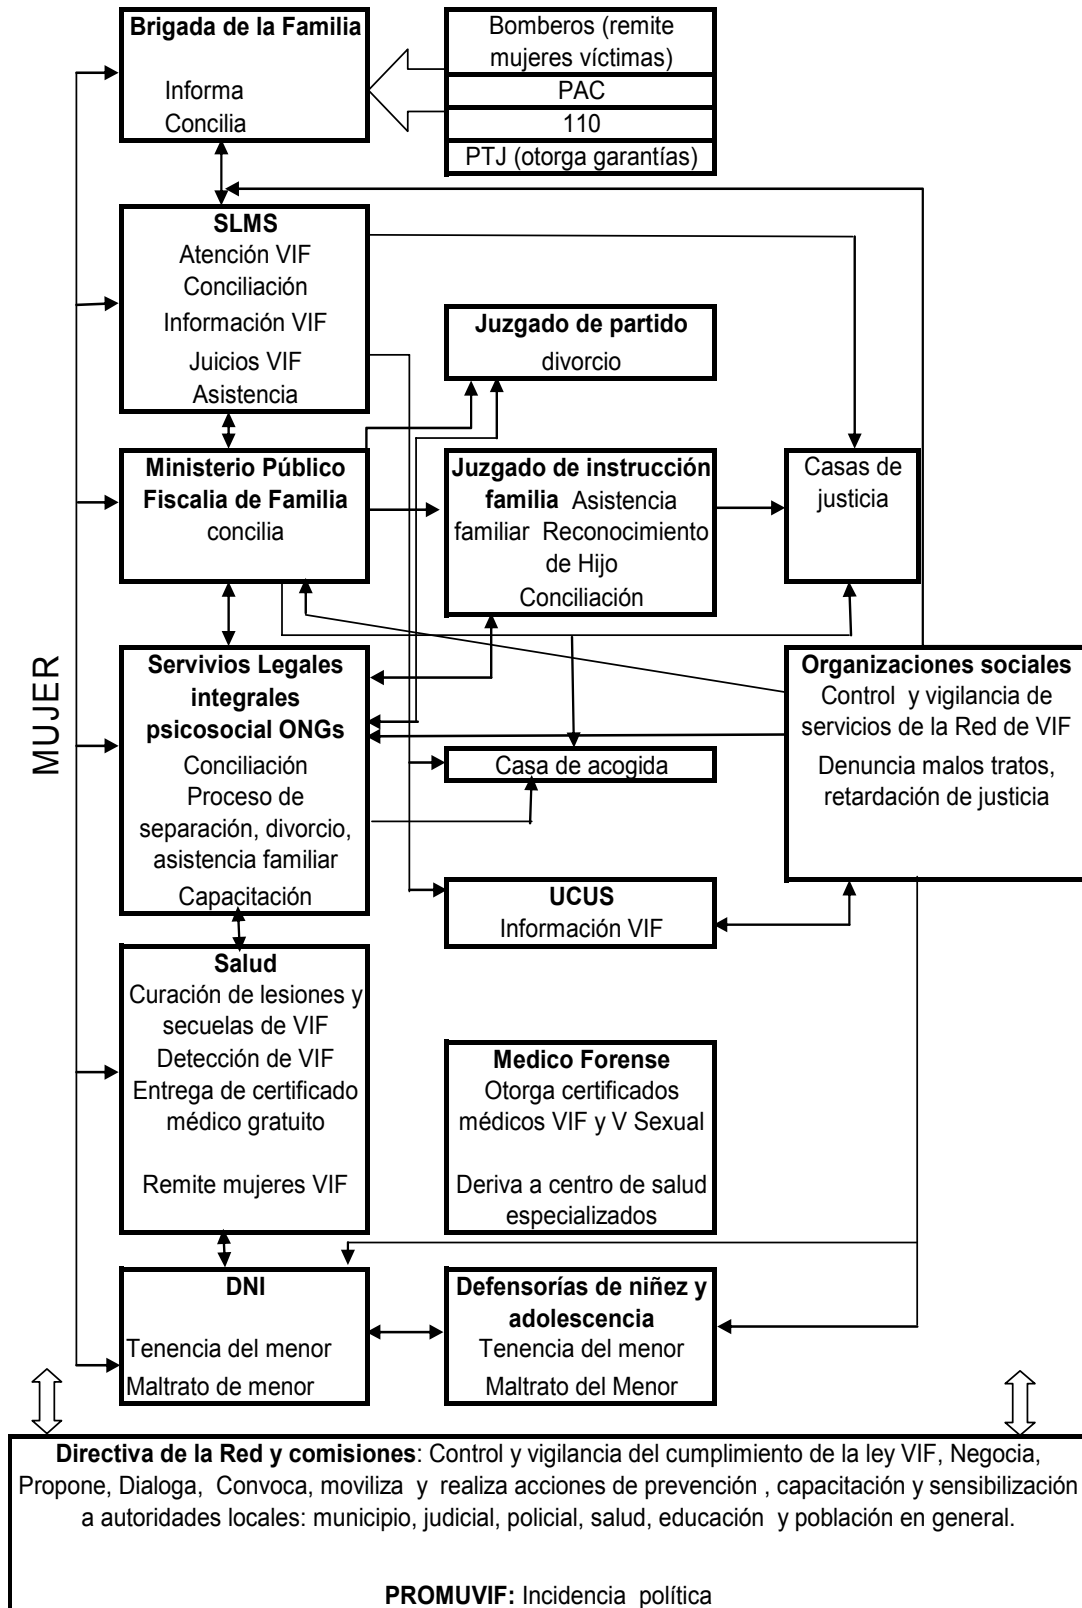 Brigada de la Familia
Informa
Concilia
Bomberos (remite
mujeres víctimas)
PAC
110
PTJ (otorga garantías)
SLMS
Atención VIF
Conciliación
Información VIF
Juicios VIF
Asistencia
Juzgado de partido
divorcio
Ministerio Público
Fiscalia de Familia
concilia
Juzgado de instrucción
familia Asistencia
familiar Reconocimiento
de Hijo
Conciliación
Casas de
justicia
MUJER
Servivios Legales
integrales
psicosocial ONGs
Conciliación
Proceso de
separación, divorcio,
asistencia familiar
Capacitación
Organizaciones sociales
Control y vigilancia de
servicios de la Red de VIF
Denuncia malos tratos,
retardación de justicia
Casa de acogida
UCUS
Información VIF
Salud
Curación de lesiones y
secuelas de VIF
Detección de VIF
Entrega de certificado
médico gratuito
Remite mujeres VIF
Medico Forense
Otorga certificados
médicos VIF y V Sexual
Deriva a centro de salud
especializados
DNI
Tenencia del menor
Maltrato de menor
Defensorías de niñez y
adolescencia
Tenencia del menor
Maltrato del Menor
Directiva de la Red y comisiones: Control y vigilancia del cumplimiento de la ley VIF, Negocia,
Propone, Dialoga, Convoca, moviliza y realiza acciones de prevención , capacitación y sensibilización
a autoridades locales: municipio, judicial, policial, salud, educación y población en general.
PROMUVIF: Incidencia política